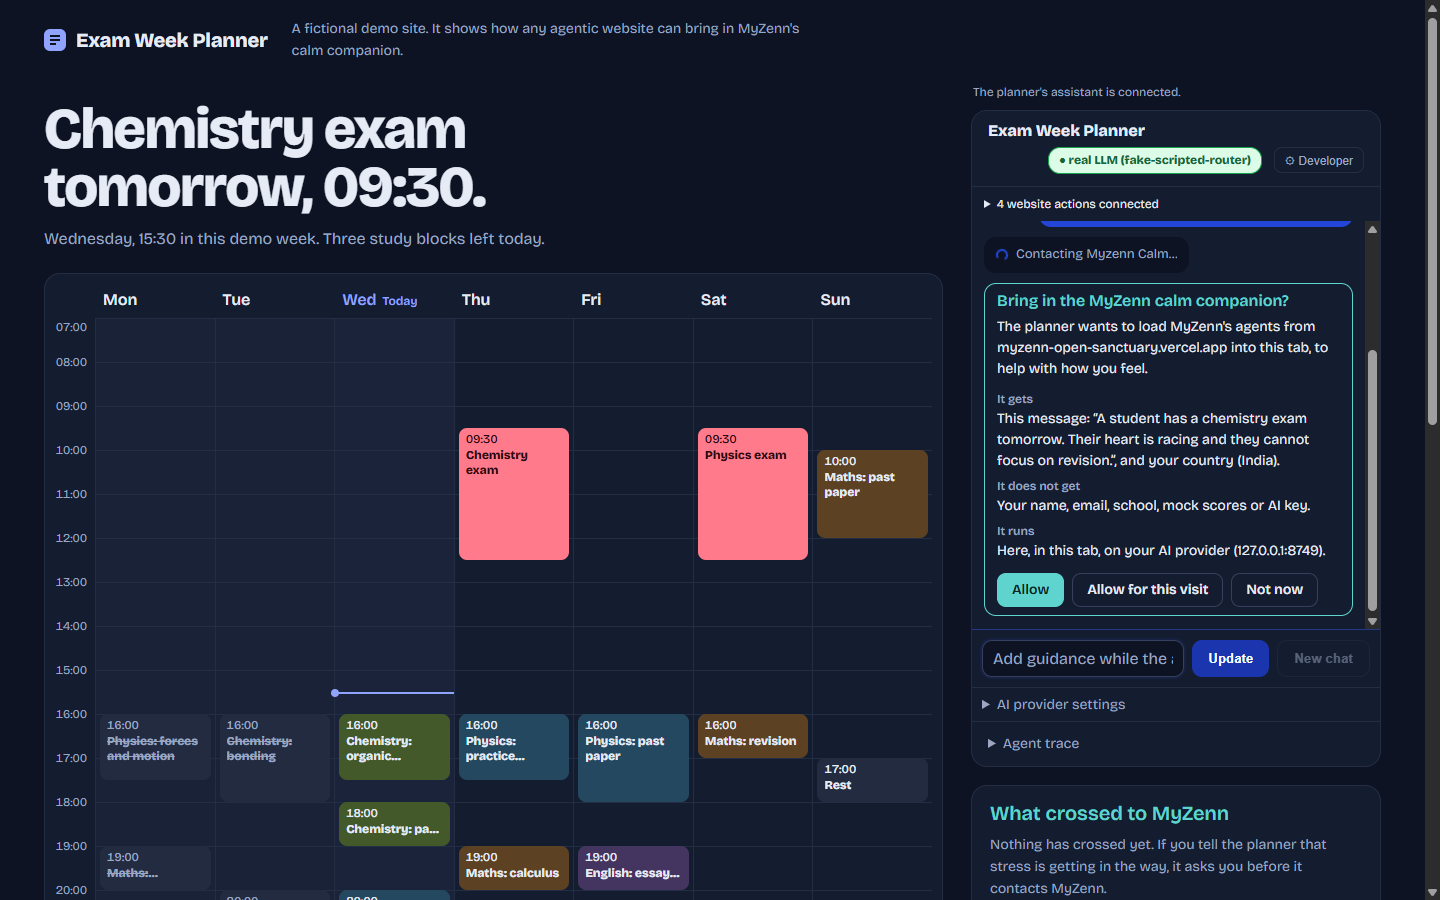 Exam Week Planner
A fictional demo site. It shows how any agentic website can bring in MyZenn's
calm companion.
Chemistry exam
tomorrow, 09:30.
Wednesday, 15:30 in this demo week. Three study blocks left today.
Mon
Tue
Wed Today
Thu
Fri
Sat
Sun
07:00
08:00
09:00
10:00
11:00
12:00
13:00
14:00
15:00
16:00
17:00
18:00
19:00
20:00
16:00
Physics: forces
and motion
19:00
Maths:...
16:00
Chemistry:
bonding
16:00
Chemistry:
organic...
18:00
Chemistry: pa...
09:30
Chemistry
exam
16:00
Physics:
practice...
19:00
Maths: calculus
16:00
Physics: past
paper
19:00
English: essay...
09:30
Physics exam
16:00
Maths: revision
10:00
Maths: past
paper
17:00
Rest
The planner's assistant is connected.
Exam Week Planner
● real LLM (fake-scripted-router)
⚙ Developer
▶ 4 website actions connected
Contacting Myzenn Calm...
Bring in the MyZenn calm companion?
The planner wants to load MyZenn's agents from
myzenn-open-sanctuary.vercel.app into this tab, to
help with how you feel.
It gets
This message: “A student has a chemistry exam
tomorrow. Their heart is racing and they cannot
focus on revision.”, and your country (India).
It does not get
Your name, email, school, mock scores or AI key.
It runs
Here, in this tab, on your AI provider (127.0.0.1:8749).
Allow
Allow for this visit
Not now
Add guidance while the
Update
New chat
▶ AI provider settings
▶ Agent trace
What crossed to MyZenn
Nothing has crossed yet. If you tell the planner that
stress is getting in the way, it asks you before it
contacts MyZenn.